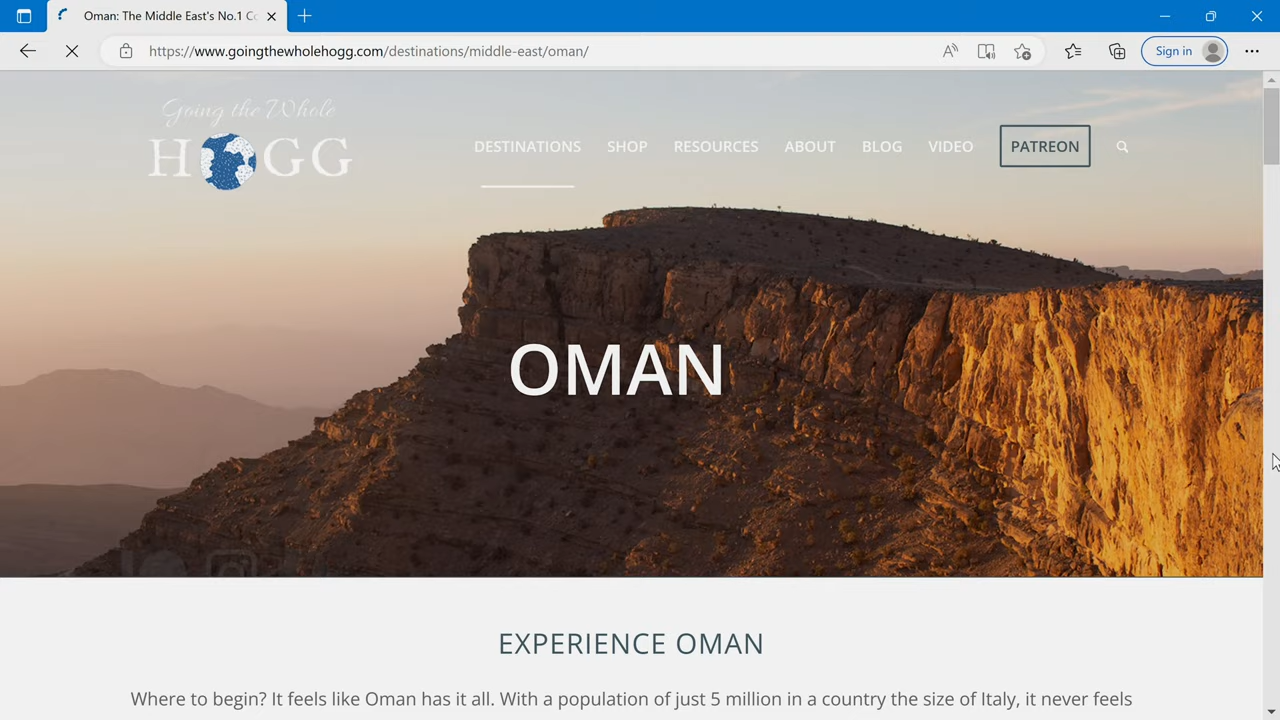 Oman: The Middle East's No.1 Co
https://www.goingthewholehogg.com/destinations/middle-east/oman/
Sign in
Going the Whole
HOGG
DESTINATIONS SHOP RESOURCES ABOUT BLOG VIDEO PATREON
OMAN
EXPERIENCE OMAN
Where to begin? It feels like Oman has it all. With a population of just 5 million in a country the size of Italy, it never feels